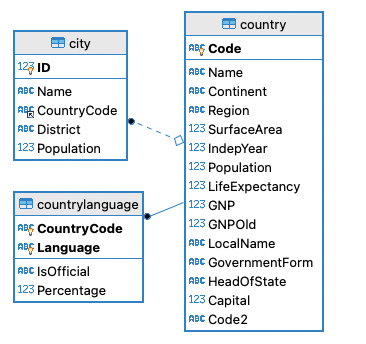 city
123 ID
ABC Name
ABC CountryCode
ABC District
123 Population
countrylanguage
ABC CountryCode
ABC Language
ABC IsOfficial
123 Percentage
country
ABC Code
ABC Name
ABC Continent
ABC Region
123 SurfaceArea
123 IndepYear
123 Population
123 LifeExpectancy
123 GNP
123 GNPOld
ABC LocalName
ABC GovernmentForm
ABC HeadOfState
123 Capital
ABC Code2